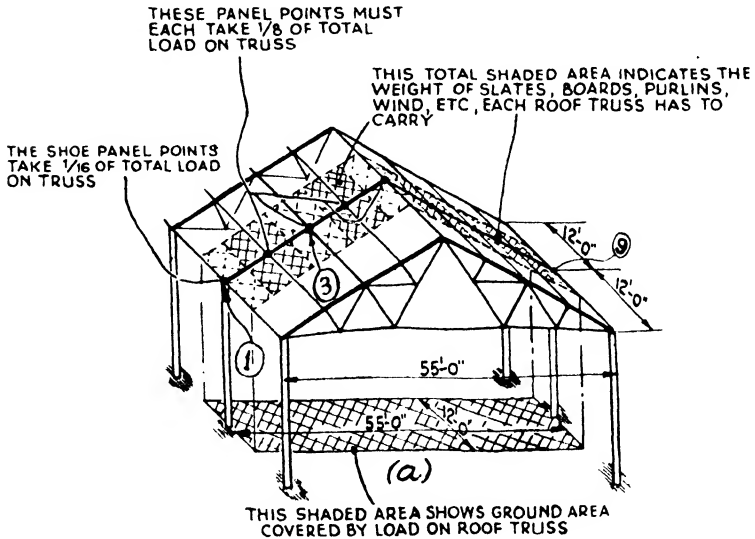 THESE PANEL POINTS MUST
EACH TAKE 1/8 OF TOTAL
LOAD ON TRUSS
THIS TOTAL SHADED AREA INDICATES THE
WEIGHT OF SLATES, BOARDS, PURLINS,
WIND, ETC, EACH ROOF TRUSS HAS TO
CARRY
THE SHOE PANEL POINTS
TAKE 1/16 OF TOTAL LOAD
ON TRUSS
12'-0"
9
12'-0"
3
1
55'-0"
12'-0"
55-0"
(a)
THIS SHADED AREA SHOWS GROUND AREA
COVERED BY LOAD ON ROOF TRUSS